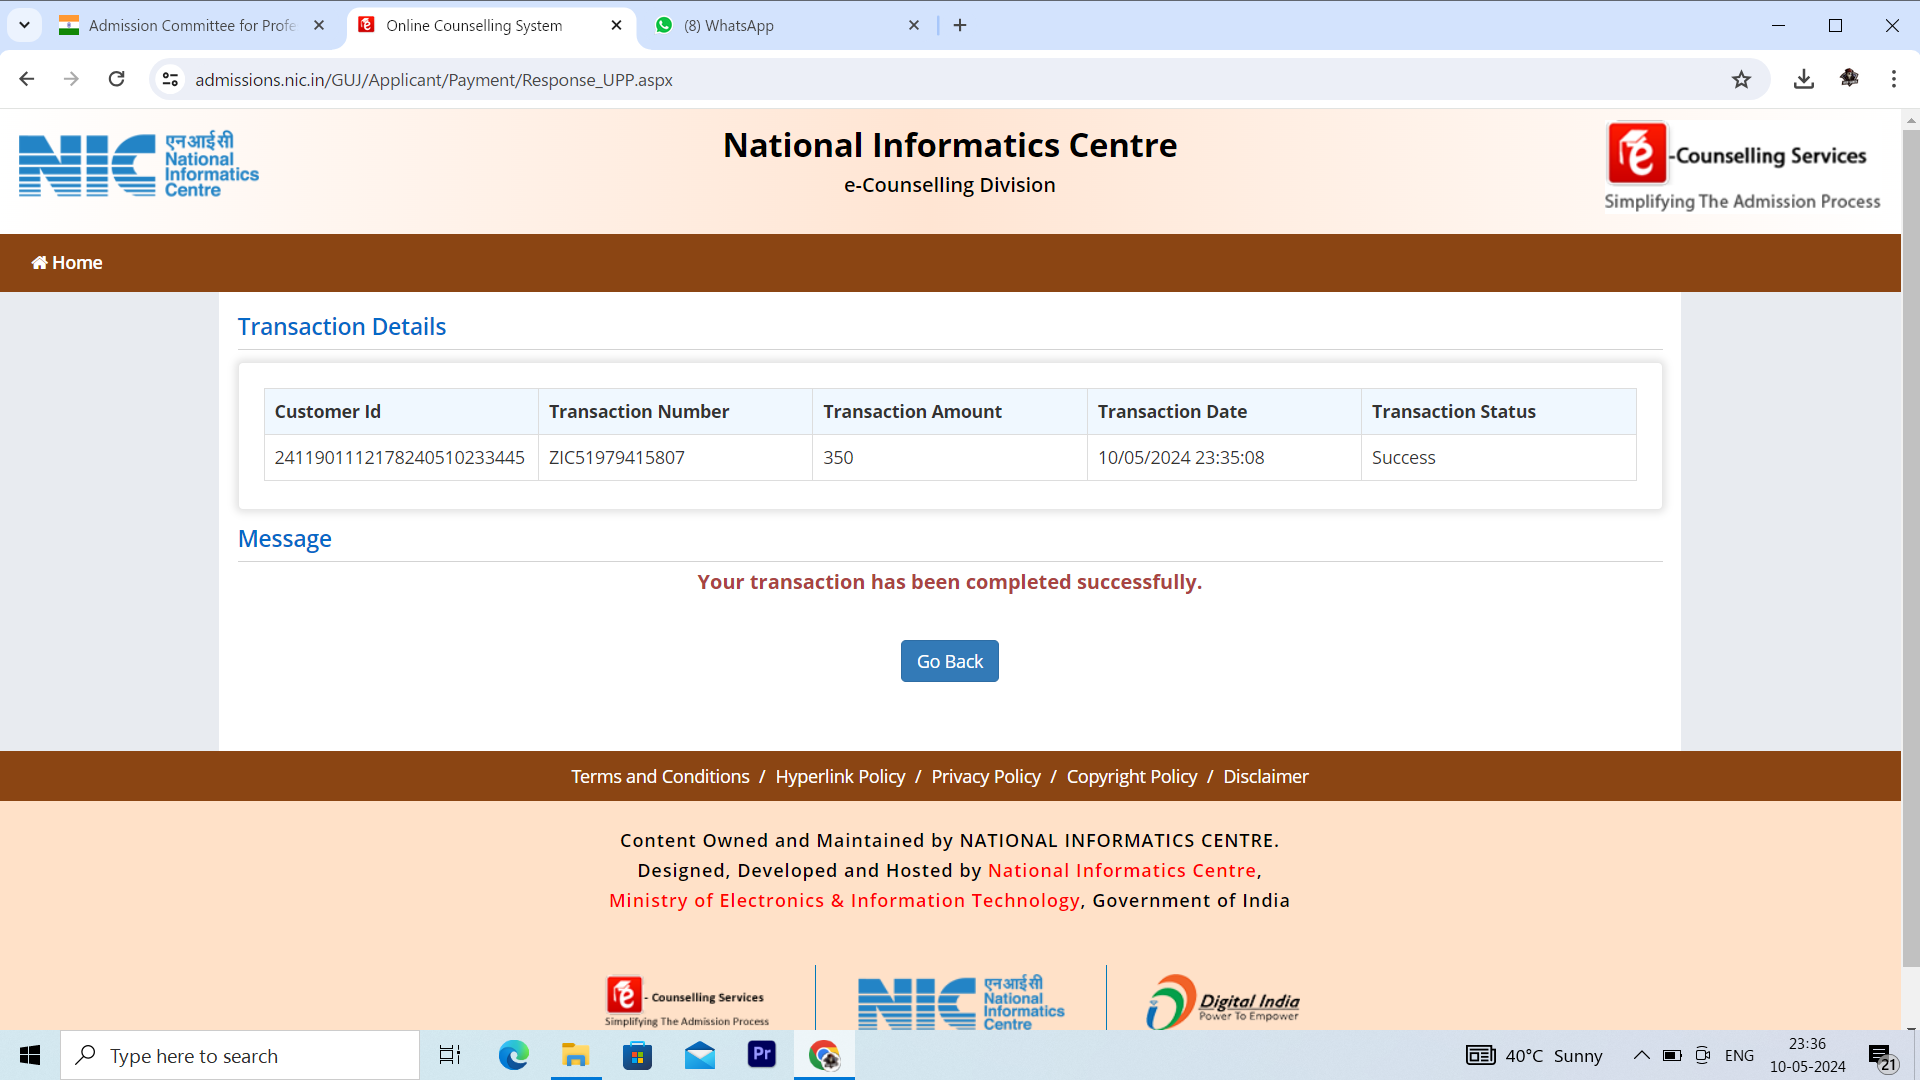 Admission Committee for Profe
Online Counselling System
(8) WhatsApp
admissions.nic.in/GUJ/Applicant/Payment/Response_UPP.aspx
NIC
एनआईसी
National
Informatics
Centre
National Informatics Centre
e-Counselling Division
e
-Counselling Services
Simplifying The Admission Process
Home
Transaction Details
Customer Id Transaction Number Transaction Amount Transaction Date Transaction Status
2411901112178240510233445 ZIC51979415807 350 10/05/2024 23:35:08 Success
Message
Your transaction has been completed successfully.
Go Back
Terms and Conditions / Hyperlink Policy / Privacy Policy / Copyright Policy / Disclaimer
Content Owned and Maintained by NATIONAL INFORMATICS CENTRE.
Designed, Developed and Hosted by National Informatics Centre,
Ministry of Electronics & Information Technology, Government of India
e
- Counselling Services
Simplifying The Admission Process
NIC
एनआईसी
National
Informatics
Centre
Digital India
Power To Empower
Type here to search
Pr
40°C Sunny
ENG
23:36
10-05-2024
21